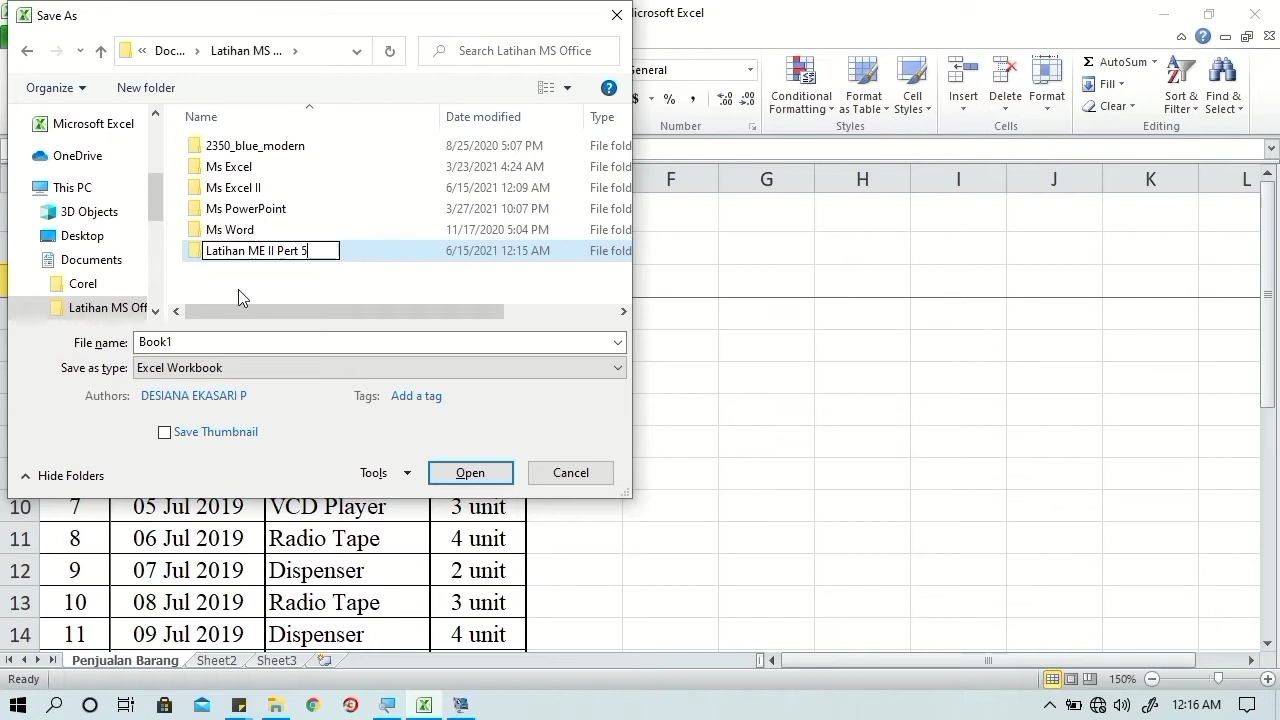 Save As
icrosoft Excel
« Doc... › Latihan MS ... ›
Search Latihan MS Office
Organize
New folder
Microsoft Excel
OneDrive
This PC
3D Objects
Desktop
Documents
Corel
Latihan MS Off
Name
Date modified
Type
2350_blue_modern
8/25/2020 5:07 PM
File fold
Ms Excel
3/23/2021 4:24 AM
File fold
Ms Excel II
6/15/2021 12:09 AM
File fold
Ms PowerPoint
3/27/2021 10:07 PM
File fold
Ms Word
11/17/2020 5:04 PM
File fold
Latihan ME II Pert 5
6/15/2021 12:15 AM
File fold
File name:
Book1
Save as type:
Excel Workbook
Authors:
DESIANA EKASARI P
Tags:
Add a tag
Save Thumbnail
Hide Folders
Tools
Open
Cancel
eneral
$ % , .00
Number
Conditional Formatting
Format as Table
Cell Styles
Styles
Insert
Delete
Format
Cells
Σ AutoSum
Fill
Clear
Sort & Filter
Find & Select
Editing
F G H I J K L
10 7 05 Jul 2019 VCD Player 3 unit
11 8 06 Jul 2019 Radio Tape 4 unit
12 9 07 Jul 2019 Dispenser 2 unit
13 10 08 Jul 2019 Radio Tape 3 unit
14 11 09 Jul 2019 Dispenser 4 unit
Penjualan Barang
Sheet2
Sheet3
Ready
150%
12:16 AM